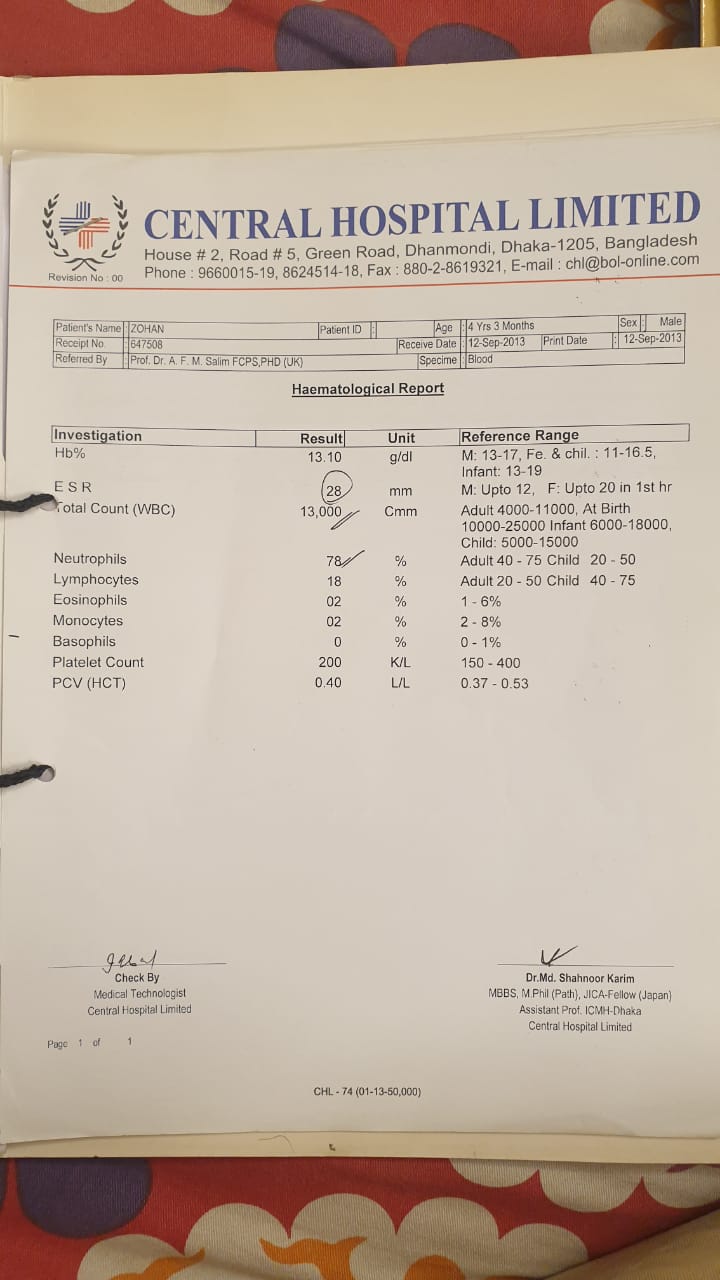 CENTRAL HOSPITAL LIMITED
House # 2, Road # 5, Green Road, Dhanmondi, Dhaka-1205, Bangladesh
Revision No : 00 Phone : 9660015-19, 8624514-18, Fax : 880-2-8619321, E-mail : chl@bol-online.com
Patient's Name : ZOHAN Patient ID : Age : 4 Yrs 3 Months Sex : Male
Receipt No. : 647508 Receive Date : 12-Sep-2013 Print Date : 12-Sep-2013
Referred By : Prof. Dr. A. F. M. Salim FCPS,PHD (UK) Specime : Blood
Haematological Report
Investigation Result Unit Reference Range
Hb% 13.10 g/dl M: 13-17, Fe. & chil. : 11-16.5,
Infant: 13-19
E S R 28 mm M: Upto 12, F: Upto 20 in 1st hr
Total Count (WBC) 13,000 Cmm Adult 4000-11000, At Birth
10000-25000 Infant 6000-18000,
Child: 5000-15000
Neutrophils 78 % Adult 40 - 75 Child 20 - 50
Lymphocytes 18 % Adult 20 - 50 Child 40 - 75
Eosinophils 02 % 1 - 6%
Monocytes 02 % 2 - 8%
Basophils 0 % 0 - 1%
Platelet Count 200 K/L 150 - 400
PCV (HCT) 0.40 L/L 0.37 - 0.53
Check By
Medical Technologist
Central Hospital Limited
Dr.Md. Shahnoor Karim
MBBS, M.Phil (Path), JICA-Fellow (Japan)
Assistant Prof. ICMH-Dhaka
Central Hospital Limited
Page 1 of 1
CHL - 74 (01-13-50,000)